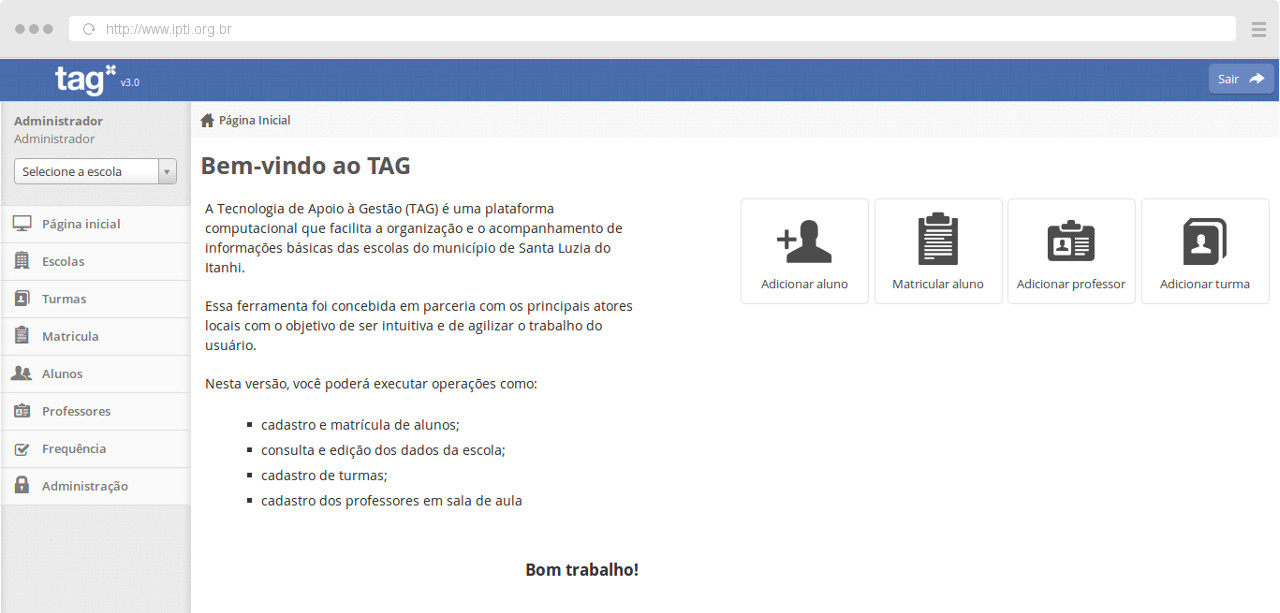 http://www.ipti.org.br
tag v3.0
Sair
Administrador
Administrador
Selecione a escola
Página inicial
Escolas
Turmas
Matricula
Alunos
Professores
Frequência
Administração
Página Inicial
Bem-vindo ao TAG
A Tecnologia de Apoio à Gestão (TAG) é uma plataforma
computacional que facilita a organização e o acompanhamento de
informações básicas das escolas do município de Santa Luzia do
Itanhi.
Essa ferramenta foi concebida em parceria com os principais atores
locais com o objetivo de ser intuitiva e de agilizar o trabalho do
usuário.
Nesta versão, você poderá executar operações como:
cadastro e matrícula de alunos;
consulta e edição dos dados da escola;
cadastro de turmas;
cadastro dos professores em sala de aula
Bom trabalho!
Adicionar aluno
Matricular aluno
Adicionar professor
Adicionar turma